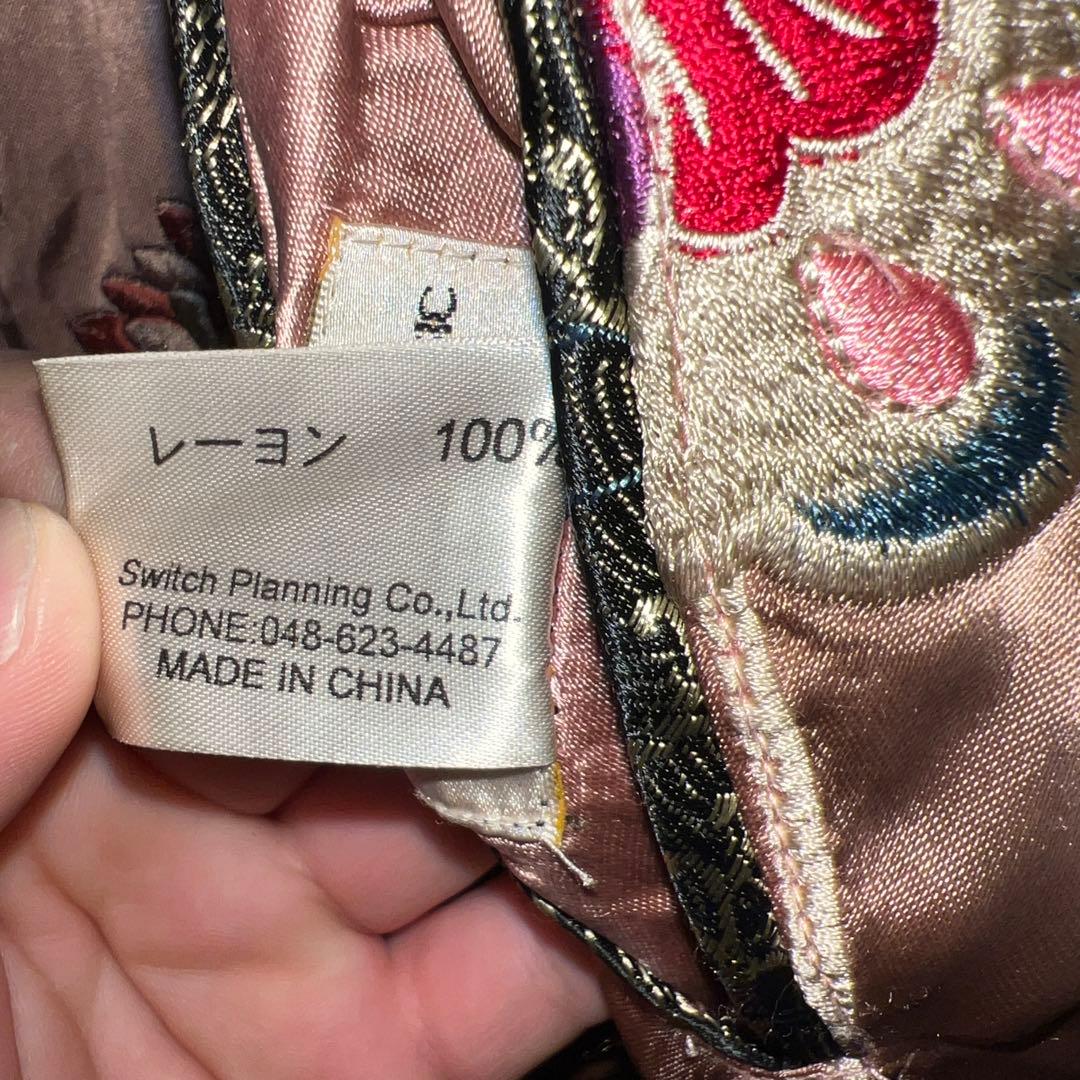 レーヨン 100%
Switch Planning Co.,Ltd.
PHONE:048-623-4487
MADE IN CHINA